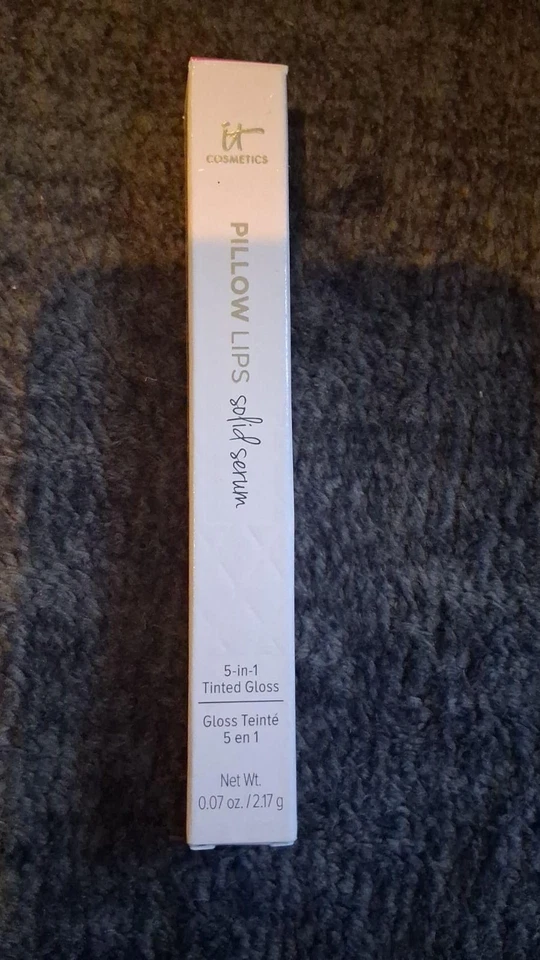 it
COSMETICS
PILLOW LIPS solid serum
5-in-1
Tinted Gloss
Gloss Teinté
5 en 1
Net Wt.
0.07 oz. / 2.17 g